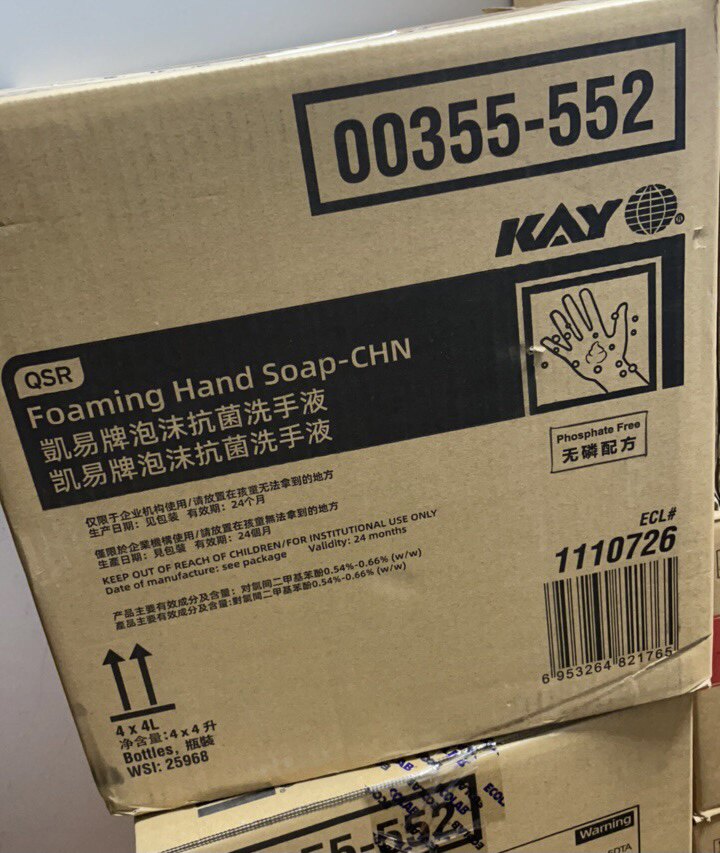 00355-552
KAY
QSR
Foaming Hand Soap-CHN
凱易牌泡沫抗菌洗手液
凯易牌泡沫抗菌洗手液
Phosphate Free
无磷配方
仅限于企业机构使用/请放置在孩童无法拿到的地方
生产日期: 见包装 有效期: 24个月
僅限於企業機構使用/請放置在孩童無法拿到的地方
生產日期: 見包裝 有效期: 24個月
KEEP OUT OF REACH OF CHILDREN/FOR INSTITUTIONAL USE ONLY
Date of manufacture: see package Validity: 24 months
产品主要有效成分及含量: 对氯间二甲基苯酚0.54%-0.66% (w/w)
產品主要有效成分及含量:對氯間二甲基苯酚0.54%-0.66% (w/w)
ECL#
1110726
6 953264 821765
4 x 4L
净含量: 4 x 4 升
Bottles, 瓶裝
WSI: 25968
ECOLAB
55-552
Warning